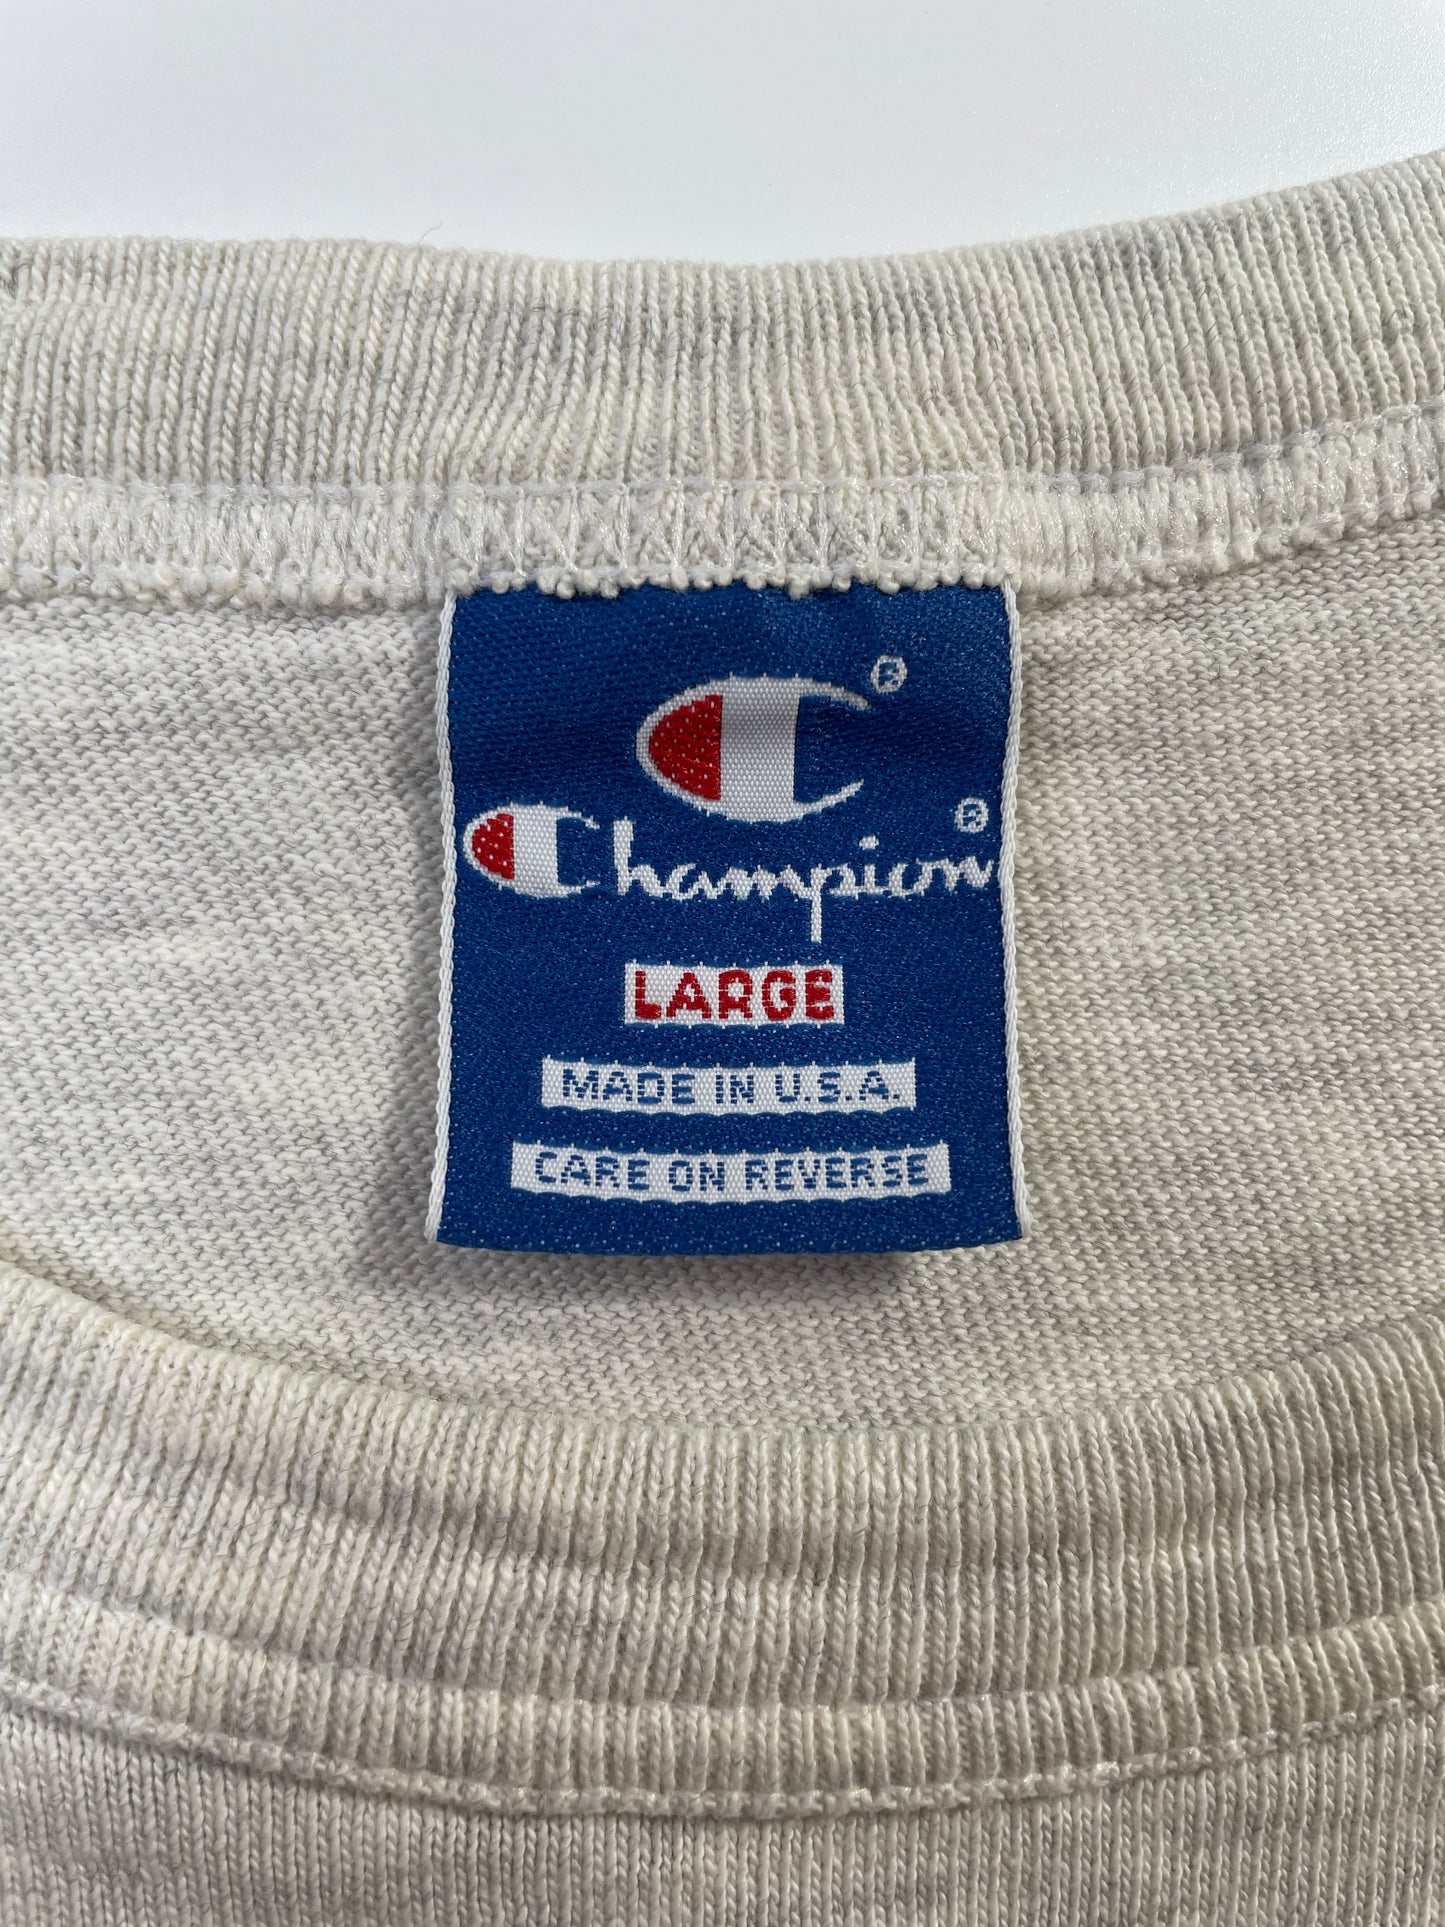 C®
Champion®
LARGE
MADE IN U.S.A.
CARE ON REVERSE